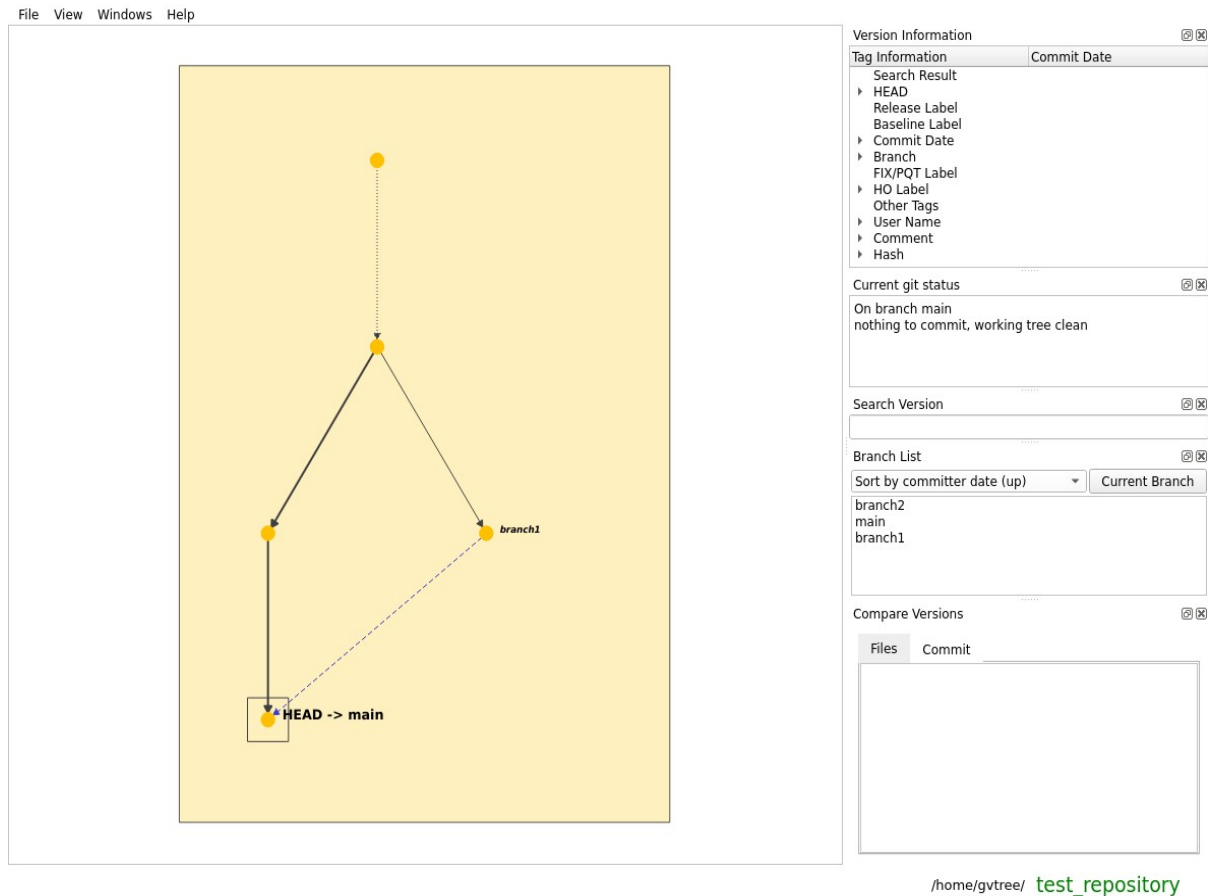 File View Windows Help
branch1
HEAD -> main
Version Information
Tag Information Commit Date
Search Result
HEAD
Release Label
Baseline Label
Commit Date
Branch
FIX/PQT Label
HO Label
Other Tags
User Name
Comment
Hash
Current git status
On branch main
nothing to commit, working tree clean
Search Version
Branch List
Sort by committer date (up) Current Branch
branch2
main
branch1
Compare Versions
Files Commit
/home/gvtree/ test_repository